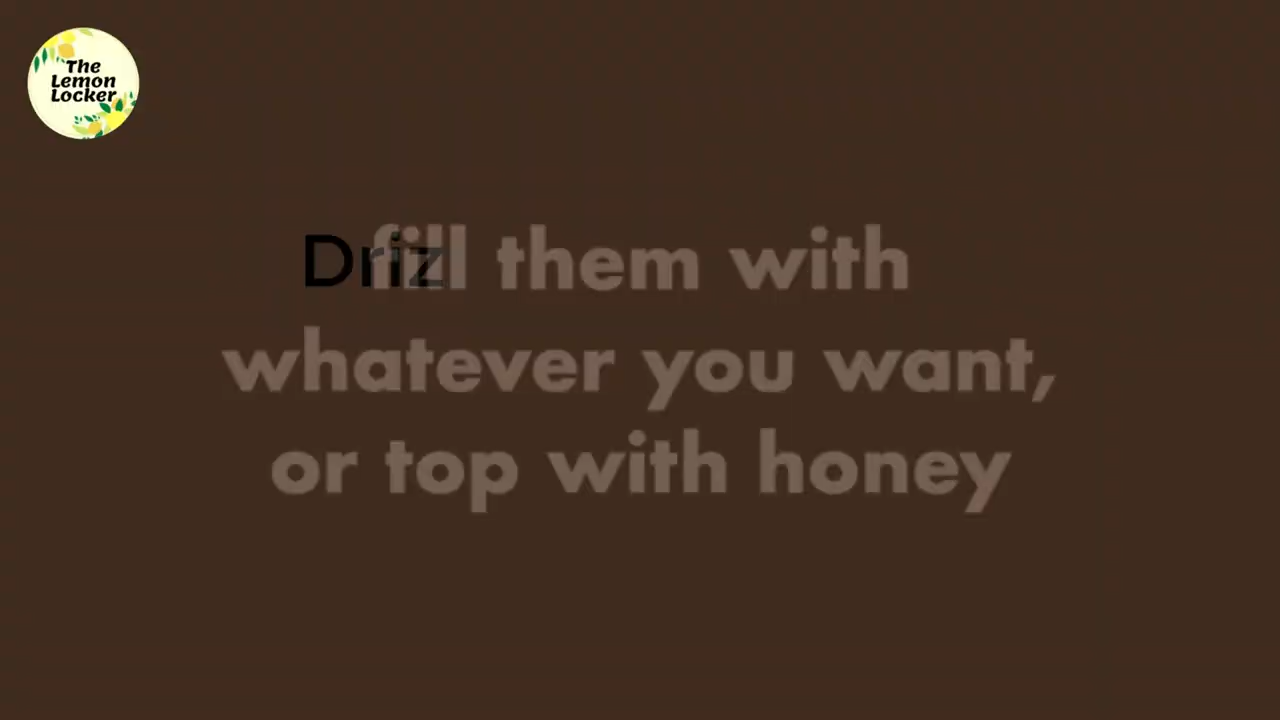 The
Lemon
Locker
Driz
fill them with
whatever you want,
or top with honey